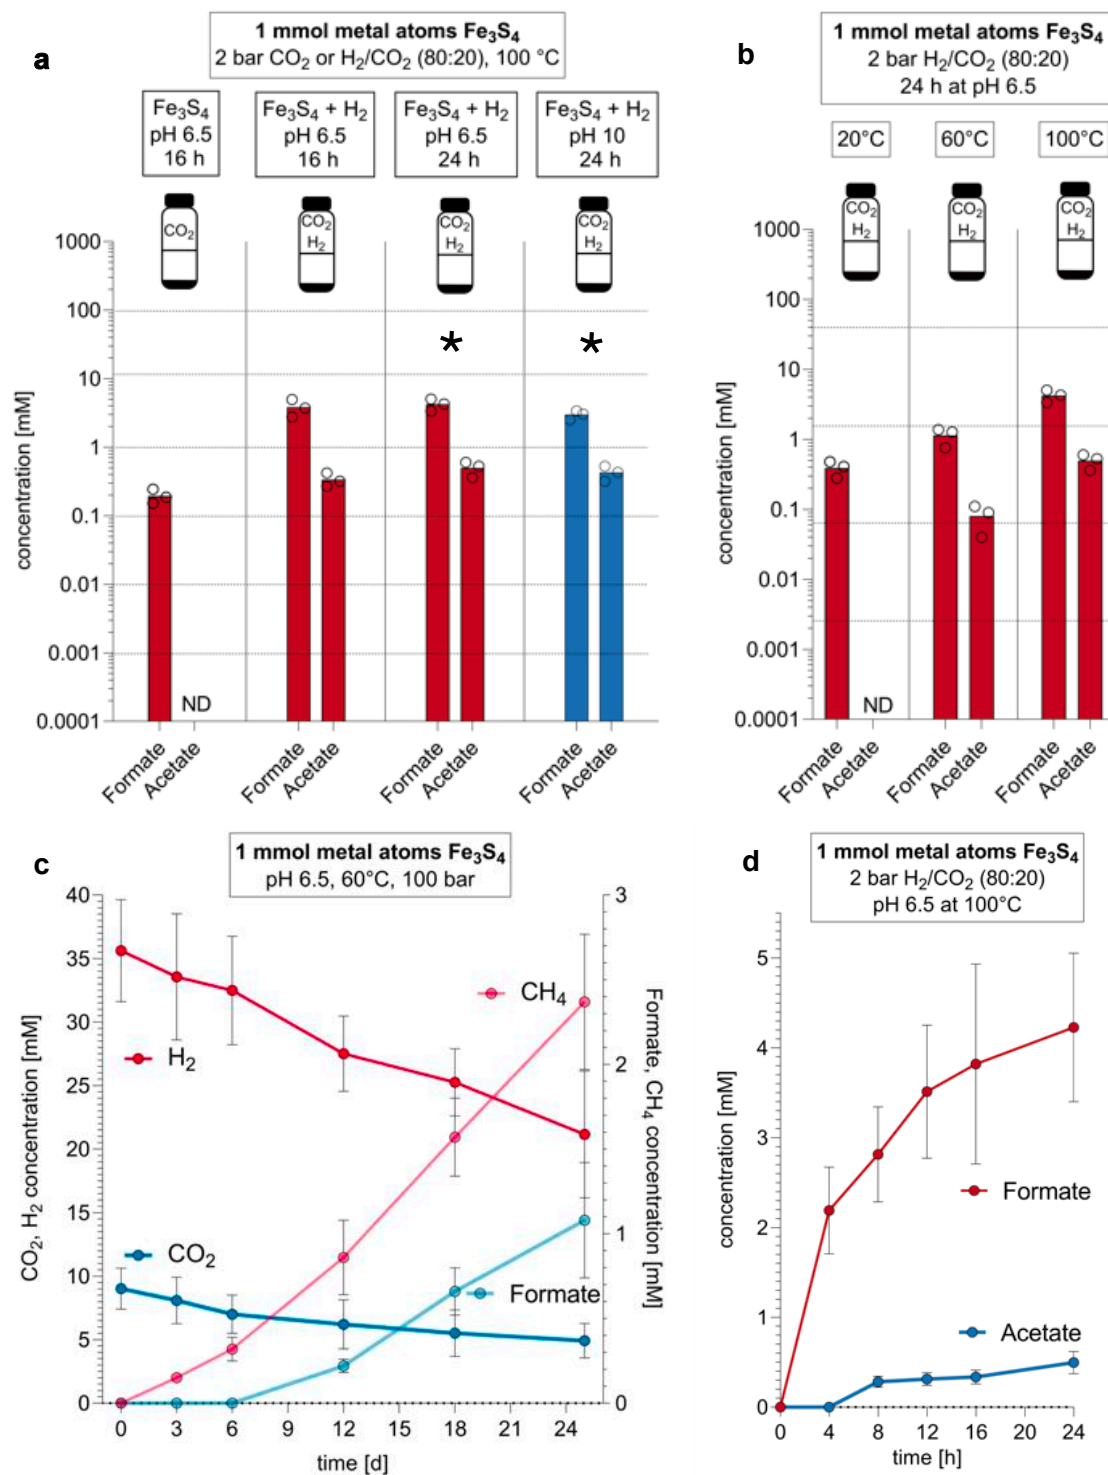 a
1 mmol metal atoms Fe₃S₄
2 bar CO₂ or H₂/CO₂ (80:20), 100 °C
Fe₃S₄
pH 6.5
16 h
Fe₃S₄ + H₂
pH 6.5
16 h
Fe₃S₄ + H₂
pH 6.5
24 h
Fe₃S₄ + H₂
pH 10
24 h
CO₂
CO₂
H₂
CO₂
H₂
CO₂
H₂
*
*
concentration [mM]
1000
100
10
1
0.1
0.01
0.001
0.0001
ND
Formate
Acetate
Formate
Acetate
Formate
Acetate
Formate
Acetate
b
1 mmol metal atoms Fe₃S₄
2 bar H₂/CO₂ (80:20)
24 h at pH 6.5
20°C
60°C
100°C
CO₂
H₂
CO₂
H₂
CO₂
H₂
concentration [mM]
1000
100
10
1
0.1
0.01
0.001
0.0001
ND
Formate
Acetate
Formate
Acetate
Formate
Acetate
c
1 mmol metal atoms Fe₃S₄
pH 6.5, 60°C, 100 bar
CO₂, H₂ concentration [mM]
40
35
30
25
20
15
10
5
0
H₂
CO₂
CH₄
Formate
3
2
1
0
Formate, CH₄ concentration [mM]
0 3 6 9 12 15 18 21 24
time [d]
d
1 mmol metal atoms Fe₃S₄
2 bar H₂/CO₂ (80:20)
pH 6.5 at 100°C
concentration [mM]
5
4
3
2
1
0
Formate
Acetate
0 4 8 12 16 20 24
time [h]